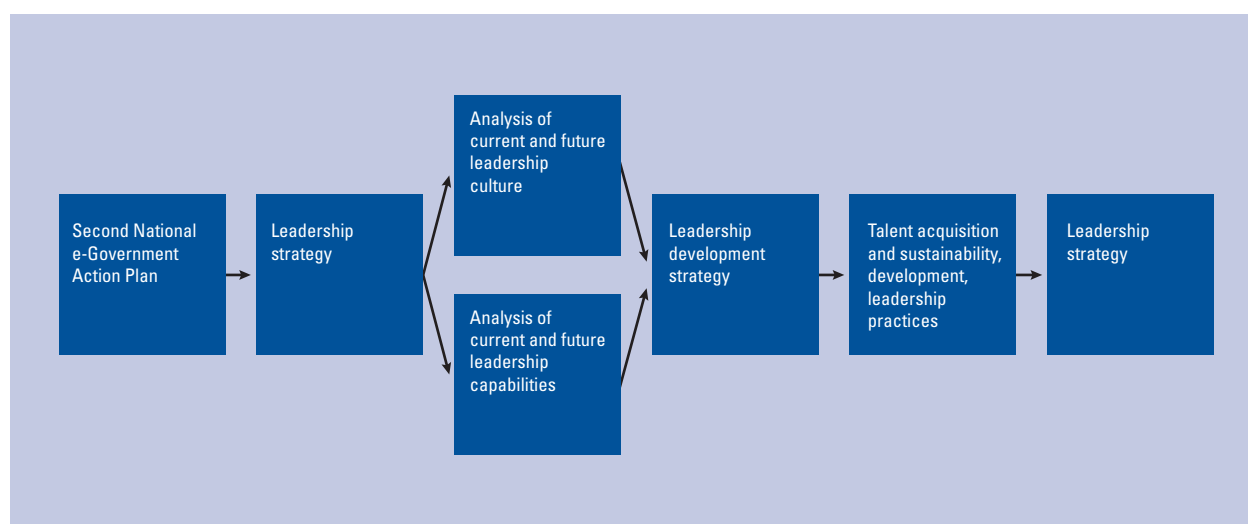 Second National
e-Government
Action Plan
Leadership
strategy
Analysis of
current and future
leadership
culture
Analysis of
current and future
leadership
capabilities
Leadership
development
strategy
Talent acquisition
and sustainability,
development,
leadership
practices
Leadership
strategy